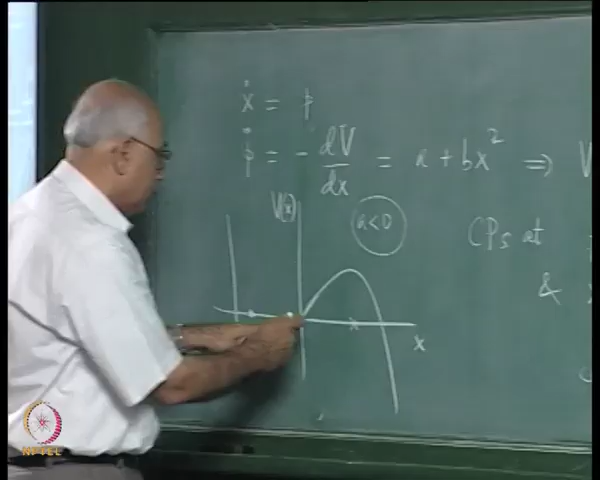 ẋ = p
ṗ = - dV/dx = a + bx² ⇒ V
V(x)
a<0
CPs at
&
x
NPTEL